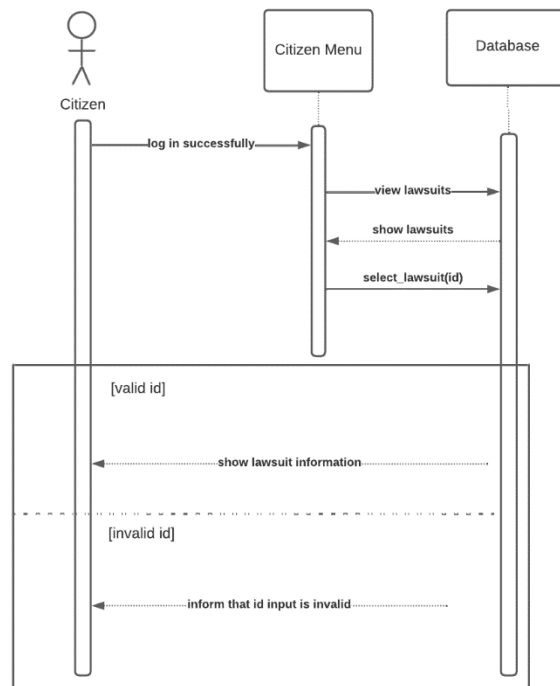 Citizen Menu
Database
Citizen
log in successfully
view lawsuits
show lawsuits
select_lawsuit(id)
[valid id]
show lawsuit information
[invalid id]
inform that id input is invalid